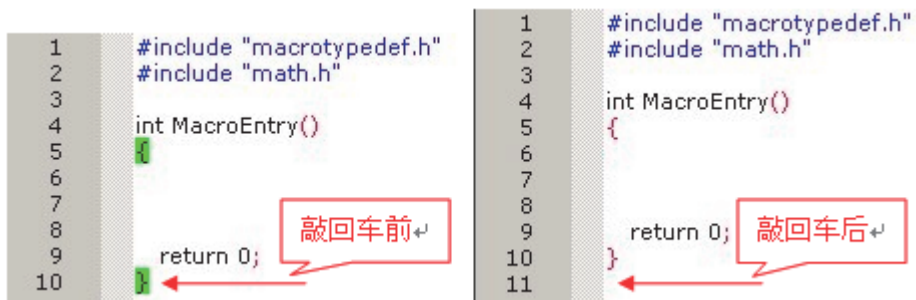 1 #include "macrotypedef.h"
2 #include "math.h"
3
4 int MacroEntry()
5 {
6
7
8
9 return 0;
10 }
敲回车前↵
1 #include "macrotypedef.h"
2 #include "math.h"
3
4 int MacroEntry()
5 {
6
7
8
9 return 0;
10 }
11
敲回车后↵